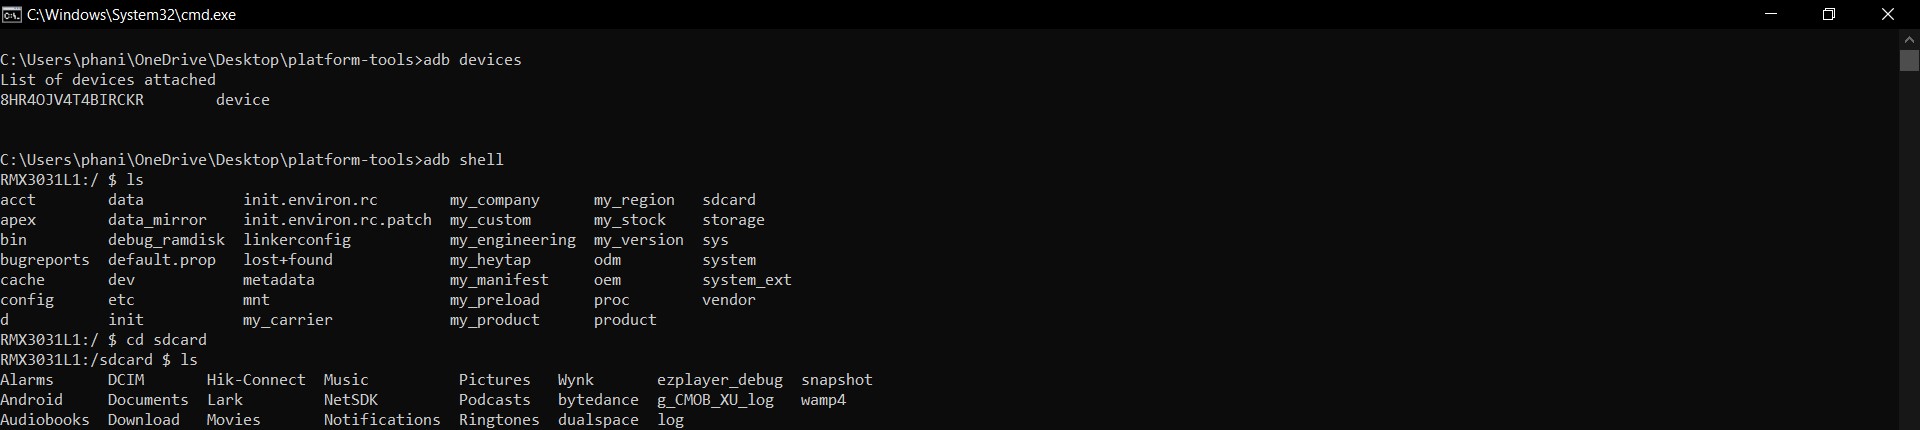 C:\Windows\System32\cmd.exe
C:\Users\phani\OneDrive\Desktop\platform-tools>adb devices
List of devices attached
8HR4OJV4T4BIRCKR        device
C:\Users\phani\OneDrive\Desktop\platform-tools>adb shell
RMX3031L1:/ $ ls
acct        data           init.environ.rc        my_company      my_region   sdcard
apex        data_mirror    init.environ.rc.patch  my_custom       my_stock    storage
bin         debug_ramdisk  linkerconfig           my_engineering  my_version  sys
bugreports  default.prop   lost+found             my_heytap       odm         system
cache       dev            metadata               my_manifest     oem         system_ext
config      etc            mnt                    my_preload      proc        vendor
d           init           my_carrier             my_product      product
RMX3031L1:/ $ cd sdcard
RMX3031L1:/sdcard $ ls
Alarms      DCIM       Hik-Connect  Music          Pictures   Wynk       ezplayer_debug  snapshot
Android     Documents  Lark         NetSDK         Podcasts   bytedance  g_CMOB_XU_log   wamp4
Audiobooks  Download   Movies       Notifications  Ringtones  dualspace  log